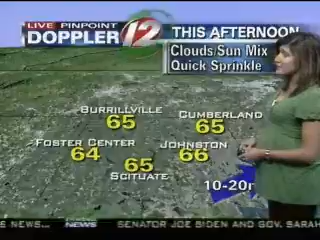 LIVE PINPOINT
DOPPLER 12
THIS AFTERNOON
Clouds/Sun Mix
Quick Sprinkle
BURRILLVILLE
65
CUMBERLAND
65
FOSTER CENTER
64
JOHNSTON
66
65
SCITUATE
10-20
E NEWS... NEWS SENATOR JOE BIDEN AND GOV. SARAH